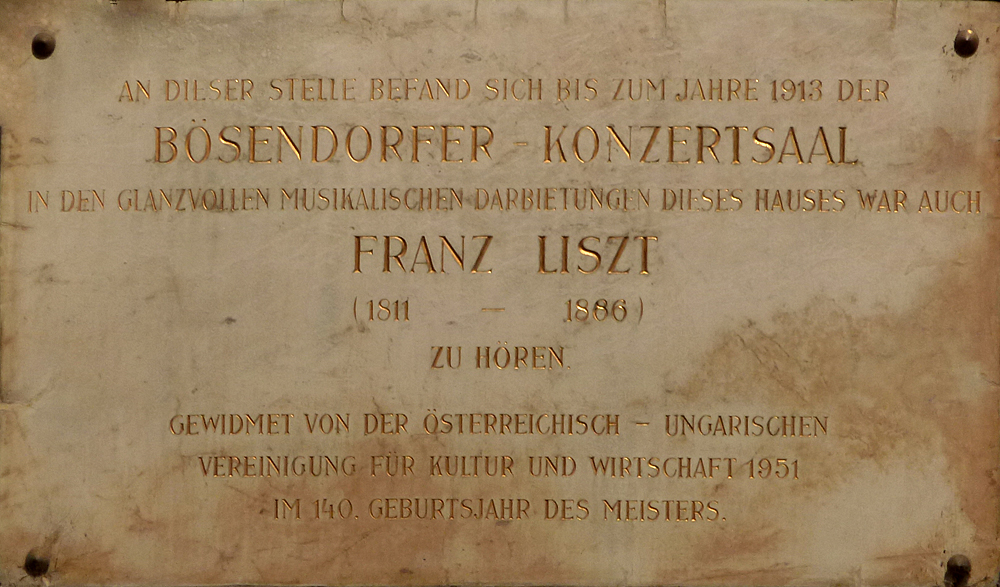 AN DIESER STELLE BEFAND SICH BIS ZUM JAHRE 1913 DER
BÖSENDORFER - KONZERTSAAL
IN DEN GLANZVOLLEN MUSIKALISCHEN DARBIETUNGEN DIESES HAUSES WAR AUCH
FRANZ LISZT
(1811 — 1886)
ZU HÖREN.
GEWIDMET VON DER ÖSTERREICHISCH – UNGARISCHEN
VEREINIGUNG FÜR KULTUR UND WIRTSCHAFT 1951
IM 140. GEBURTSJAHR DES MEISTERS.